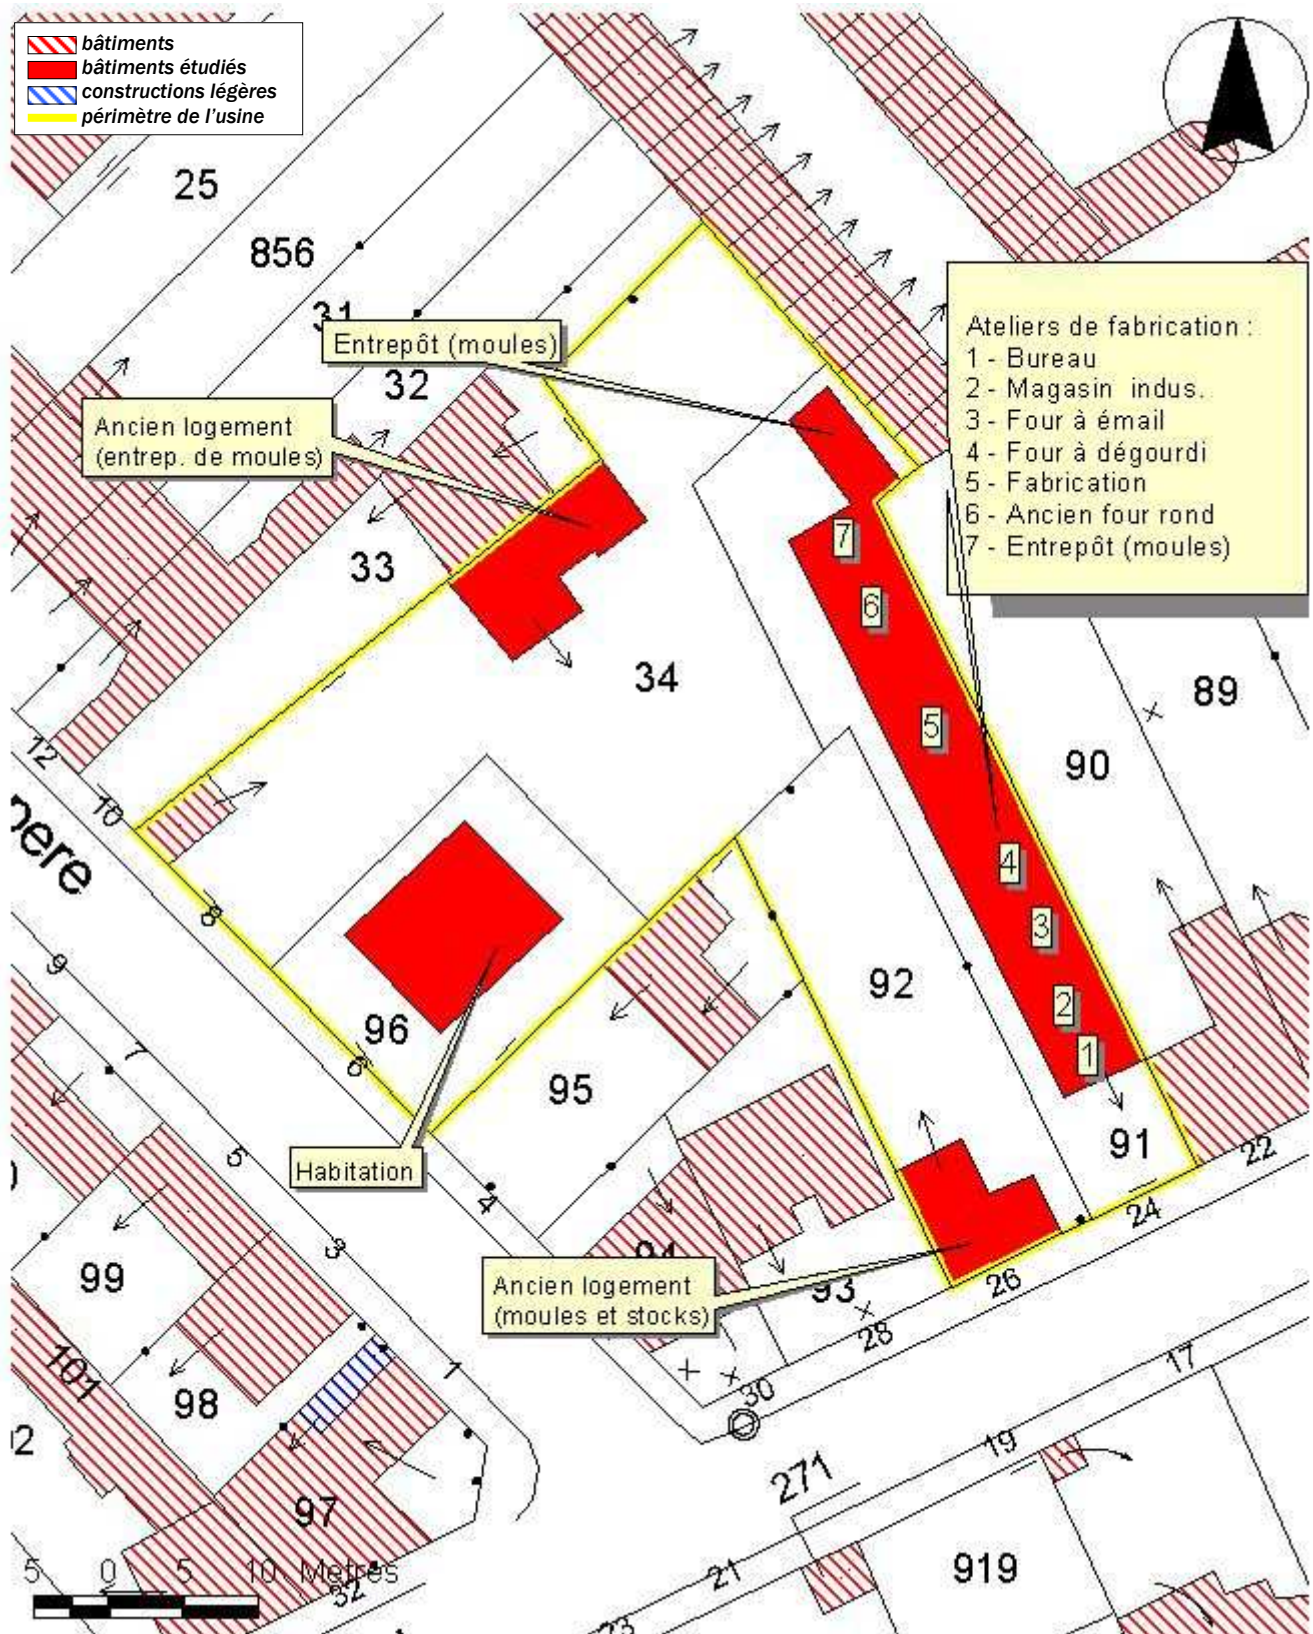 bâtiments
bâtiments étudiés
constructions légères
périmètre de l'usine
25
856
31
Entrepôt (moules)
32
Ateliers de fabrication :
1 - Bureau
2 - Magasin indus.
3 - Four à émail
4 - Four à dégourdi
5 - Fabrication
6 - Ancien four rond
7 - Entrepôt (moules)
Ancien logement
(entrep. de moules)
7
33
6
34
89
5
90
12
10
pere
4
8
3
9
92
2
96
1
7
6
95
91
22
5
Habitation
4
24
3
99
26
Ancien logement
(moules et stocks)
93
28
1
17
101
98
30
19
271
97
919
5 0 5 10 Metres
32
21
23